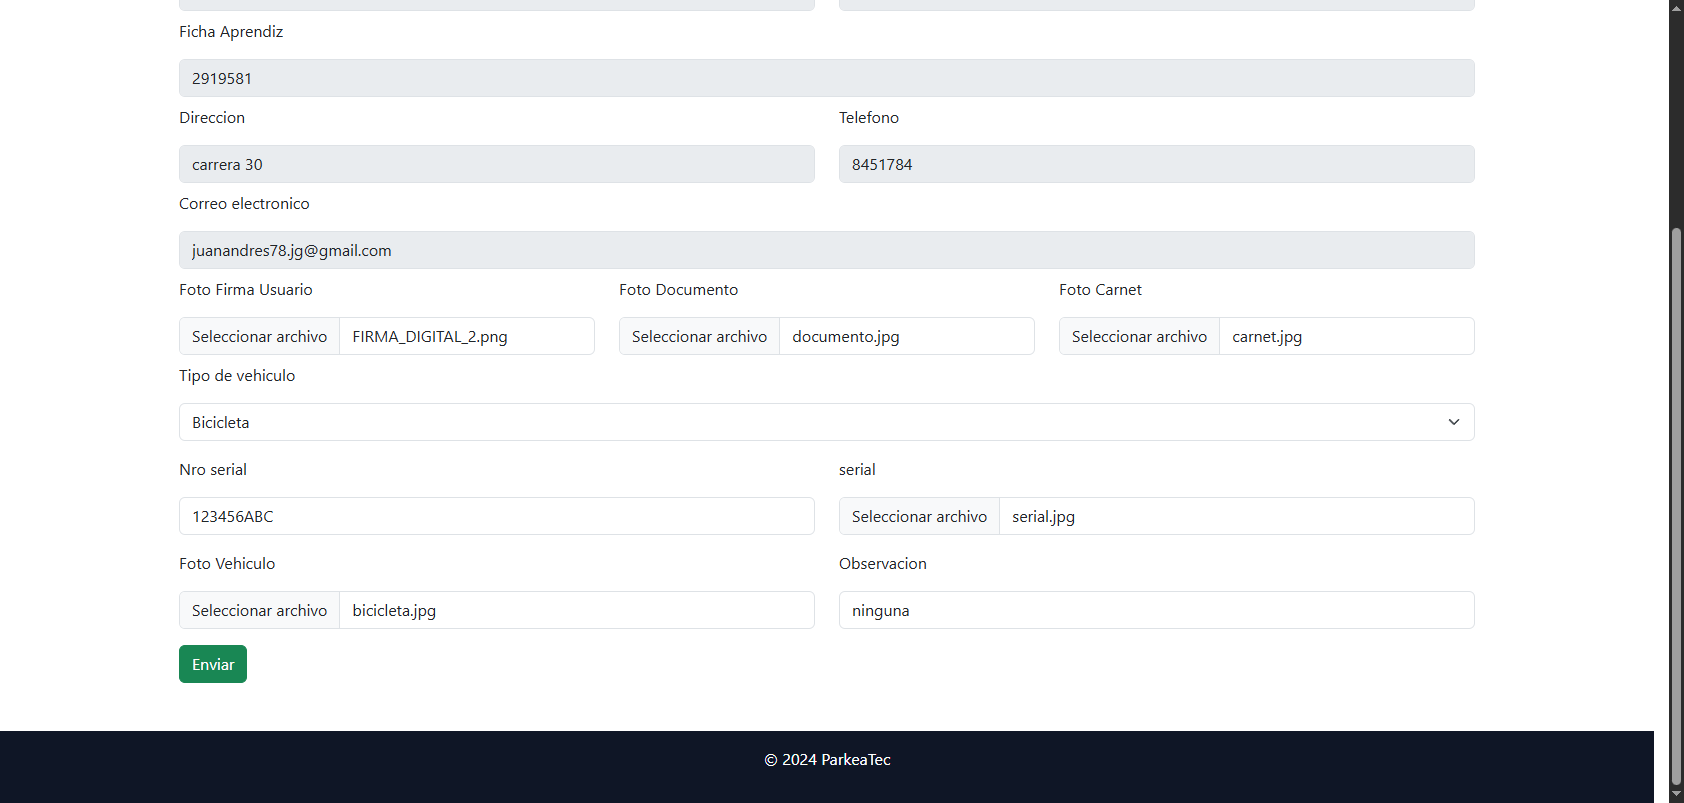 Ficha Aprendiz
2919581
Direccion Telefono
carrera 30 8451784
Correo electronico
juanandres78.jg@gmail.com
Foto Firma Usuario Foto Documento Foto Carnet
Seleccionar archivo FIRMA_DIGITAL_2.png Seleccionar archivo documento.jpg Seleccionar archivo carnet.jpg
Tipo de vehiculo
Bicicleta
Nro serial serial
123456ABC Seleccionar archivo serial.jpg
Foto Vehiculo Observacion
Seleccionar archivo bicicleta.jpg ninguna
Enviar
© 2024 ParkeaTec